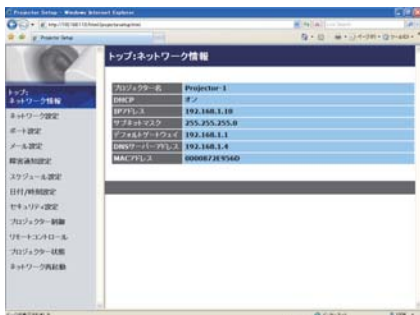 Projector Setup - Windows Internet Explorer
Projector Setup
トップ:ネットワーク情報
トップ:
ネットワーク情報
ネットワーク設定
ポート設定
メール設定
障害通知設定
スケジュール設定
日付/時刻設定
セキュリティ設定
プロジェクター制御
リモートコントロール
プロジェクター状態
ネットワーク再起動
プロジェクター名 Projector-1
DHCP オン
IPアドレス 192.168.1.10
サブネットマスク 255.255.255.0
デフォルトゲートウェイ 192.168.1.1
DNSサーバーアドレス 192.168.1.4
MACアドレス 0000872E956D